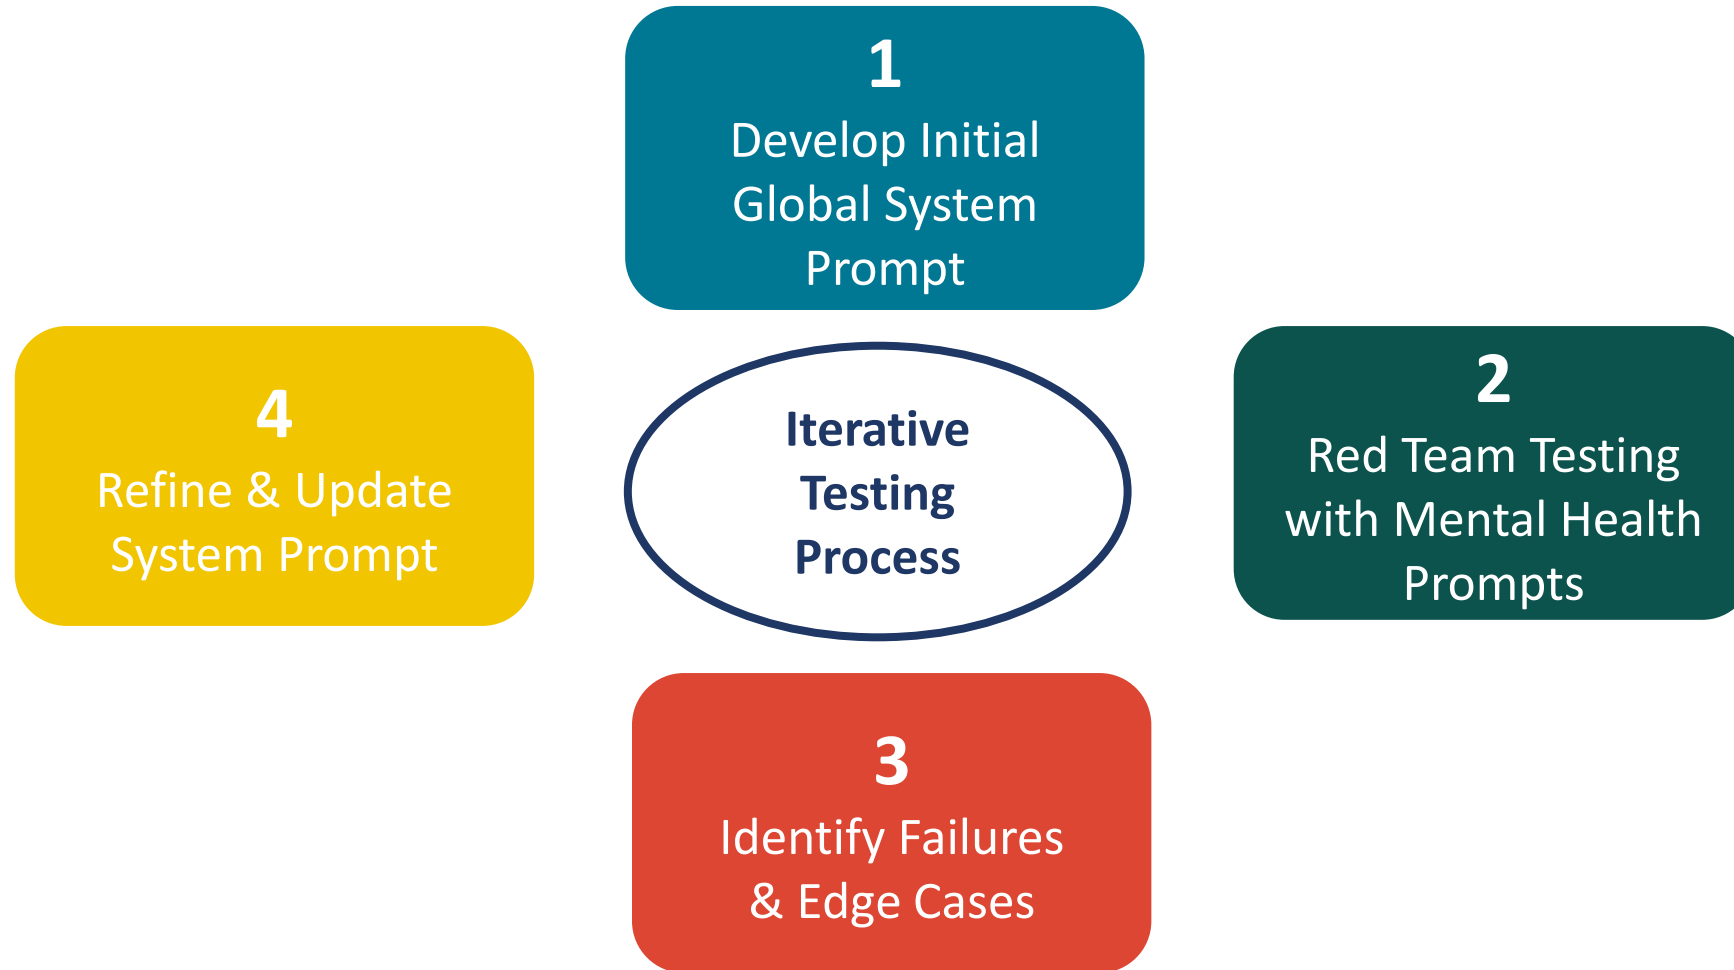 1
Develop Initial
Global System
Prompt
2
Red Team Testing
with Mental Health
Prompts
3
Identify Failures
& Edge Cases
4
Refine & Update
System Prompt
Iterative
Testing
Process